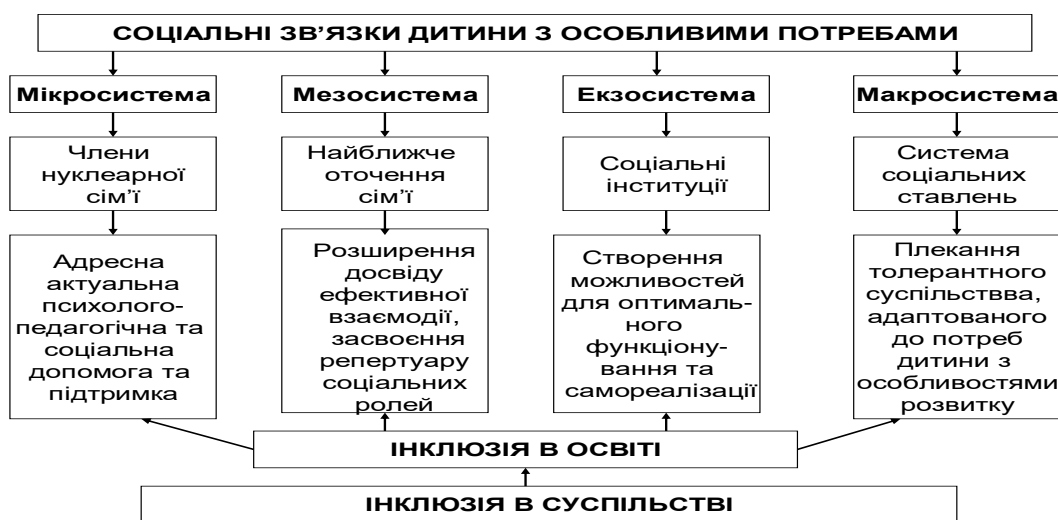 СОЦІАЛЬНІ ЗВ'ЯЗКИ ДИТИНИ З ОСОБЛИВИМИ ПОТРЕБАМИ
Мікросистема
Мезосистема
Екзосистема
Макросистема
Члени
нуклеарної
сім'ї
Найближче
оточення
сім'ї
Соціальні
інституції
Система
соціальних
ставлень
Адресна
актуальна
психолого-
педагогічна та
соціальна
допомога та
підтримка
Розширення
досвіду
ефективної
взаємодії,
засвоєння
репертуару
соціальних
ролей
Створення
можливостей
для оптималь-
ного
функціону-
вання та
самореалізації
Плекання
толерантного
суспільствва,
адаптованого
до потреб
дитини з
особливостями
розвитку
ІНКЛЮЗІЯ В ОСВІТІ
ІНКЛЮЗІЯ В СУСПІЛЬСТВІ